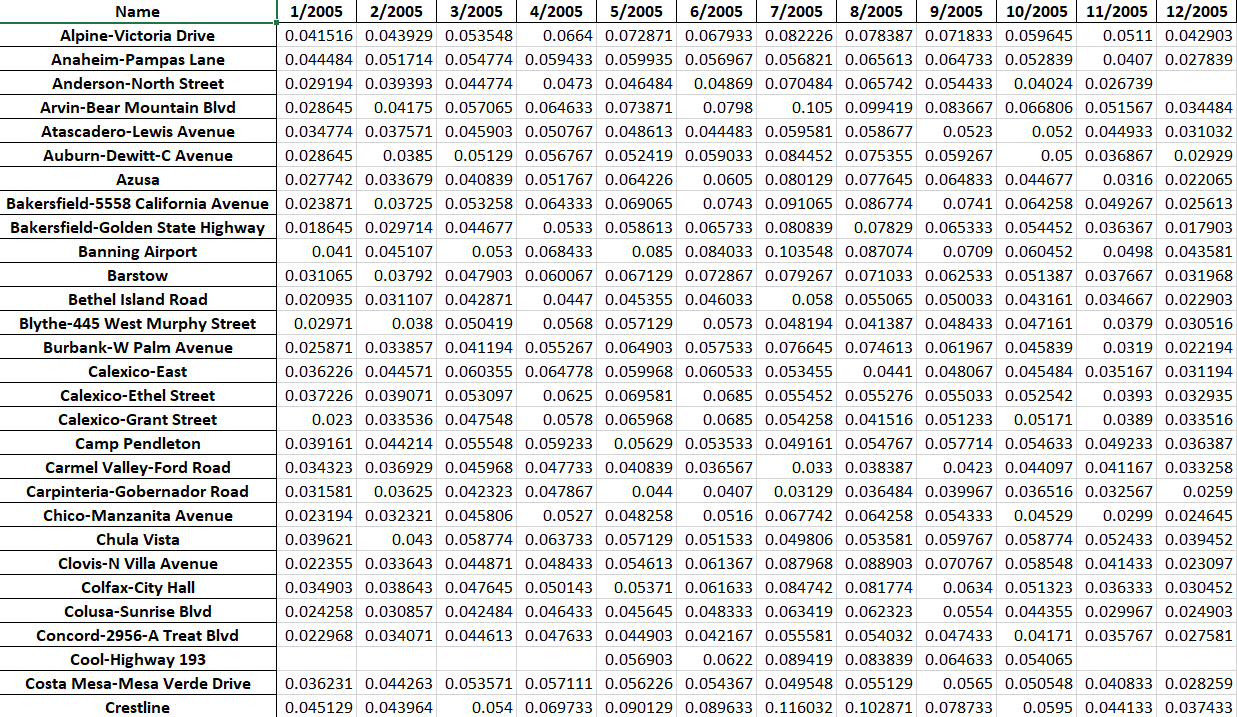 Name 1/2005 2/2005 3/2005 4/2005 5/2005 6/2005 7/2005 8/2005 9/2005 10/2005 11/2005 12/2005
Alpine-Victoria Drive 0.041516 0.043929 0.053548 0.0664 0.072871 0.067933 0.082226 0.078387 0.071833 0.059645 0.0511 0.042903
Anaheim-Pampas Lane 0.044484 0.051714 0.054774 0.059433 0.059935 0.056967 0.056821 0.065613 0.064733 0.052839 0.0407 0.027839
Anderson-North Street 0.029194 0.039393 0.044774 0.0473 0.046484 0.04869 0.070484 0.065742 0.054433 0.04024 0.026739
Arvin-Bear Mountain Blvd 0.028645 0.04175 0.057065 0.064633 0.073871 0.0798 0.105 0.099419 0.083667 0.066806 0.051567 0.034484
Atascadero-Lewis Avenue 0.034774 0.037571 0.045903 0.050767 0.048613 0.044483 0.059581 0.058677 0.0523 0.052 0.044933 0.031032
Auburn-Dewitt-C Avenue 0.028645 0.0385 0.05129 0.056767 0.052419 0.059033 0.084452 0.075355 0.059267 0.05 0.036867 0.02929
Azusa 0.027742 0.033679 0.040839 0.051767 0.064226 0.0605 0.080129 0.077645 0.064833 0.044677 0.0316 0.022065
Bakersfield-5558 California Avenue 0.023871 0.03725 0.053258 0.064333 0.069065 0.0743 0.091065 0.086774 0.0741 0.064258 0.049267 0.025613
Bakersfield-Golden State Highway 0.018645 0.029714 0.044677 0.0533 0.058613 0.065733 0.080839 0.07829 0.065333 0.054452 0.036367 0.017903
Banning Airport 0.041 0.045107 0.053 0.068433 0.085 0.084033 0.103548 0.087074 0.0709 0.060452 0.0498 0.043581
Barstow 0.031065 0.03792 0.047903 0.060067 0.067129 0.072867 0.079267 0.071033 0.062533 0.051387 0.037667 0.031968
Bethel Island Road 0.020935 0.031107 0.042871 0.0447 0.045355 0.046033 0.058 0.055065 0.050033 0.043161 0.034667 0.022903
Blythe-445 West Murphy Street 0.02971 0.038 0.050419 0.0568 0.057129 0.0573 0.048194 0.041387 0.048433 0.047161 0.0379 0.030516
Burbank-W Palm Avenue 0.025871 0.033857 0.041194 0.055267 0.064903 0.057533 0.076645 0.074613 0.061967 0.045839 0.0319 0.022194
Calexico-East 0.036226 0.044571 0.060355 0.064778 0.059968 0.060533 0.053455 0.0441 0.048067 0.045484 0.035167 0.031194
Calexico-Ethel Street 0.037226 0.039071 0.053097 0.0625 0.069581 0.0685 0.055452 0.055276 0.055033 0.052542 0.0393 0.032935
Calexico-Grant Street 0.023 0.033536 0.047548 0.0578 0.065968 0.0685 0.054258 0.041516 0.051233 0.05171 0.0389 0.033516
Camp Pendleton 0.039161 0.044214 0.055548 0.059233 0.05629 0.053533 0.049161 0.054767 0.057714 0.054633 0.049233 0.036387
Carmel Valley-Ford Road 0.034323 0.036929 0.045968 0.047733 0.040839 0.036567 0.033 0.038387 0.0423 0.044097 0.041167 0.033258
Carpinteria-Gobernador Road 0.031581 0.03625 0.042323 0.047867 0.044 0.0407 0.03129 0.036484 0.039967 0.036516 0.032567 0.0259
Chico-Manzanita Avenue 0.023194 0.032321 0.045806 0.0527 0.048258 0.0516 0.067742 0.064258 0.054333 0.04529 0.0299 0.024645
Chula Vista 0.039621 0.043 0.058774 0.063733 0.057129 0.051533 0.049806 0.053581 0.059767 0.058774 0.052433 0.039452
Clovis-N Villa Avenue 0.022355 0.033643 0.044871 0.048433 0.054613 0.061367 0.087968 0.088903 0.070767 0.058548 0.041433 0.023097
Colfax-City Hall 0.034903 0.038643 0.047645 0.050143 0.05371 0.061633 0.084742 0.081774 0.0634 0.051323 0.036333 0.030452
Colusa-Sunrise Blvd 0.024258 0.030857 0.042484 0.046433 0.045645 0.048333 0.063419 0.062323 0.0554 0.044355 0.029967 0.024903
Concord-2956-A Treat Blvd 0.022968 0.034071 0.044613 0.047633 0.044903 0.042167 0.055581 0.054032 0.047433 0.04171 0.035767 0.027581
Cool-Highway 193 0.056903 0.0622 0.089419 0.083839 0.064633 0.054065
Costa Mesa-Mesa Verde Drive 0.036231 0.044263 0.053571 0.057111 0.056226 0.054367 0.049548 0.055129 0.0565 0.050548 0.040833 0.028259
Crestline 0.045129 0.043964 0.054 0.069733 0.090129 0.089633 0.116032 0.102871 0.078733 0.0595 0.044133 0.037433